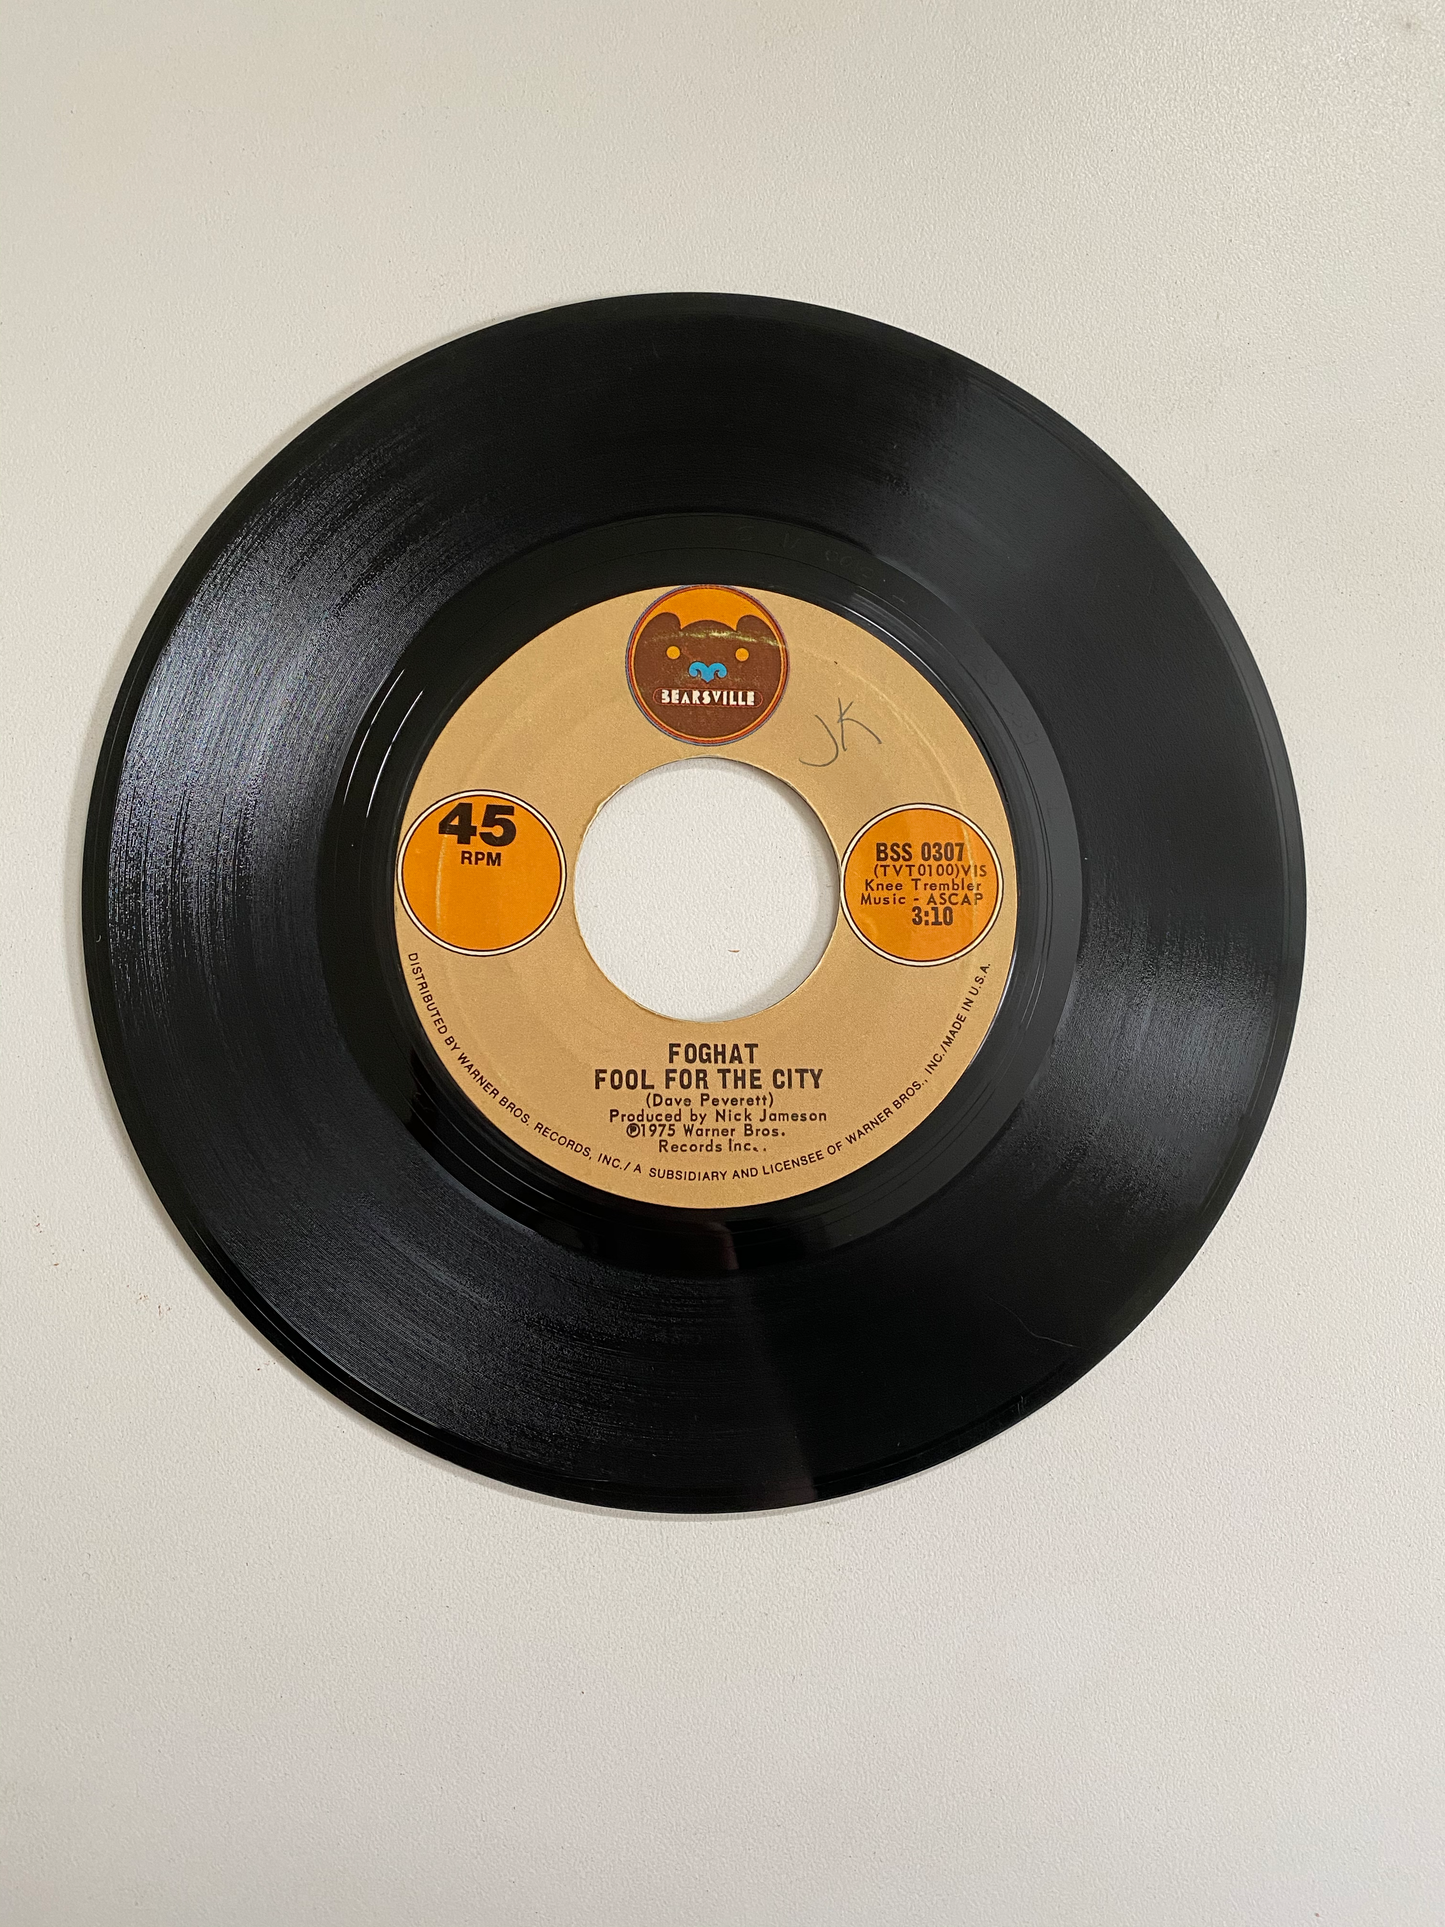 BEARSVILLE
JK
45
RPM
BSS 0307
(TVT0100)VIS
Knee Trembler
Music - ASCAP
3:10
FOGHAT
FOOL FOR THE CITY
(Dave Peverett)
Produced by Nick Jameson
℗1975 Warner Bros.
Records Inc..
DISTRIBUTED BY WARNER BROS. RECORDS, INC./A SUBSIDIARY AND LICENSEE OF WARNER BROS., INC./MADE IN U.S.A.